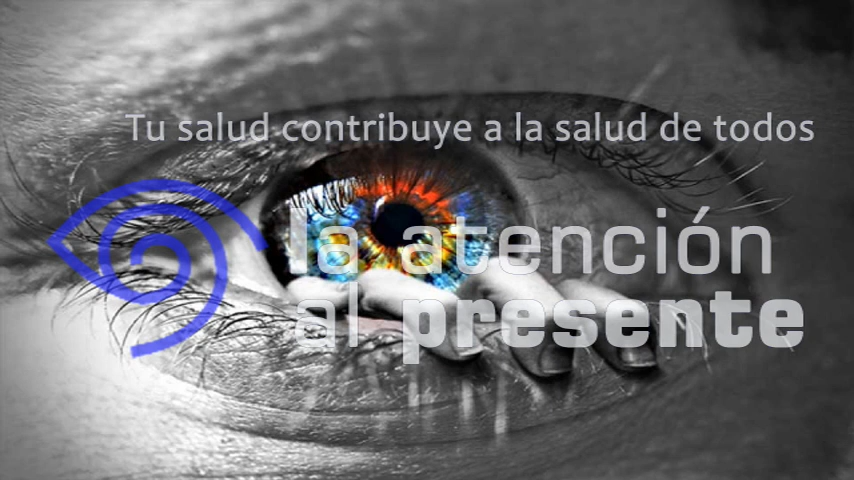 Tu salud contribuye a la salud de todos
la atención
al presente